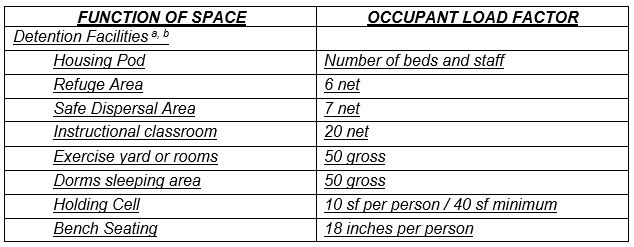 FUNCTION OF SPACE OCCUPANT LOAD FACTOR
Detention Facilities a, b
Housing Pod Number of beds and staff
Refuge Area 6 net
Safe Dispersal Area 7 net
Instructional classroom 20 net
Exercise yard or rooms 50 gross
Dorms sleeping area 50 gross
Holding Cell 10 sf per person / 40 sf minimum
Bench Seating 18 inches per person